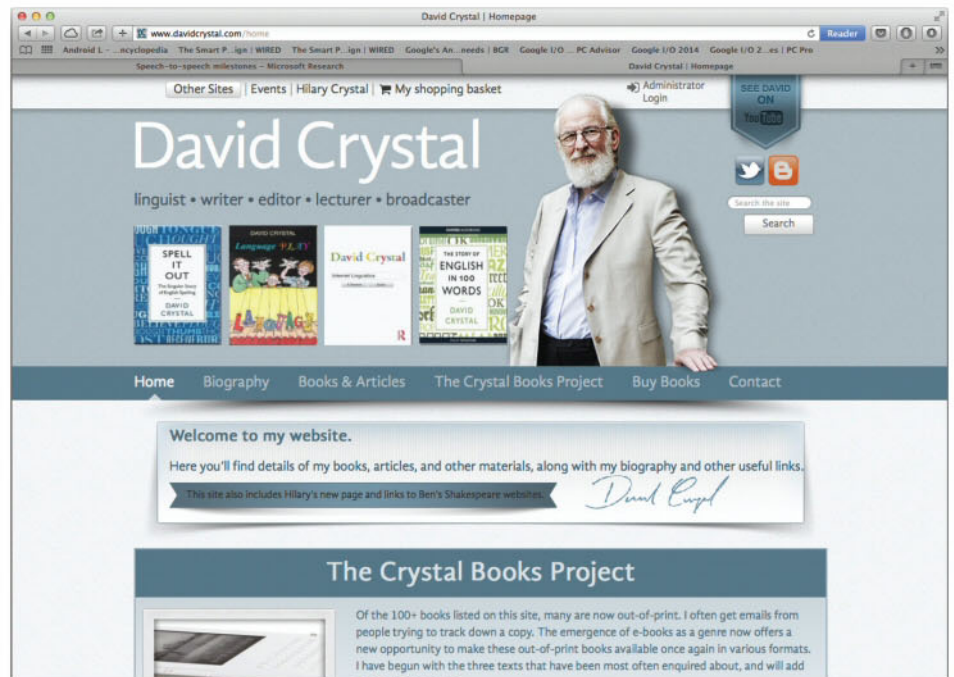 David Crystal | Homepage
www.davidcrystal.com/home
Reader
Android L - ...ncyclopedia The Smart P...ign | WIRED The Smart P...ign | WIRED Google's An...needs | BGR Google I/O ... PC Advisor Google I/O 2014 Google I/O 2...es | PC Pro
Speech-to-speech milestones - Microsoft Research
David Crystal | Homepage
Other Sites | Events | Hilary Crystal | My shopping basket
Administrator
Login
SEE DAVID
ON
YouTube
David Crystal
linguist • writer • editor • lecturer • broadcaster
Search the site
Search
SPELL
IT
OUT
The Singular Story
of English Spelling
DAVID
CRYSTAL
DAVID CRYSTAL
Language PLAY
LANGUAGE
David Crystal
Internet Linguistics
R
THE STORY OF
ENGLISH
IN 100
WORDS
DAVID
CRYSTAL
Home Biography Books & Articles The Crystal Books Project Buy Books Contact
Welcome to my website.
Here you'll find details of my books, articles, and other materials, along with my biography and other useful links.
This site also includes Hilary's new page and links to Ben's Shakespeare websites.
David Crystal
The Crystal Books Project
Of the 100+ books listed on this site, many are now out-of-print. I often get emails from
people trying to track down a copy. The emergence of e-books as a genre now offers a
new opportunity to make these out-of-print books available once again in various formats.
I have begun with the three texts that have been most often enquired about, and will add